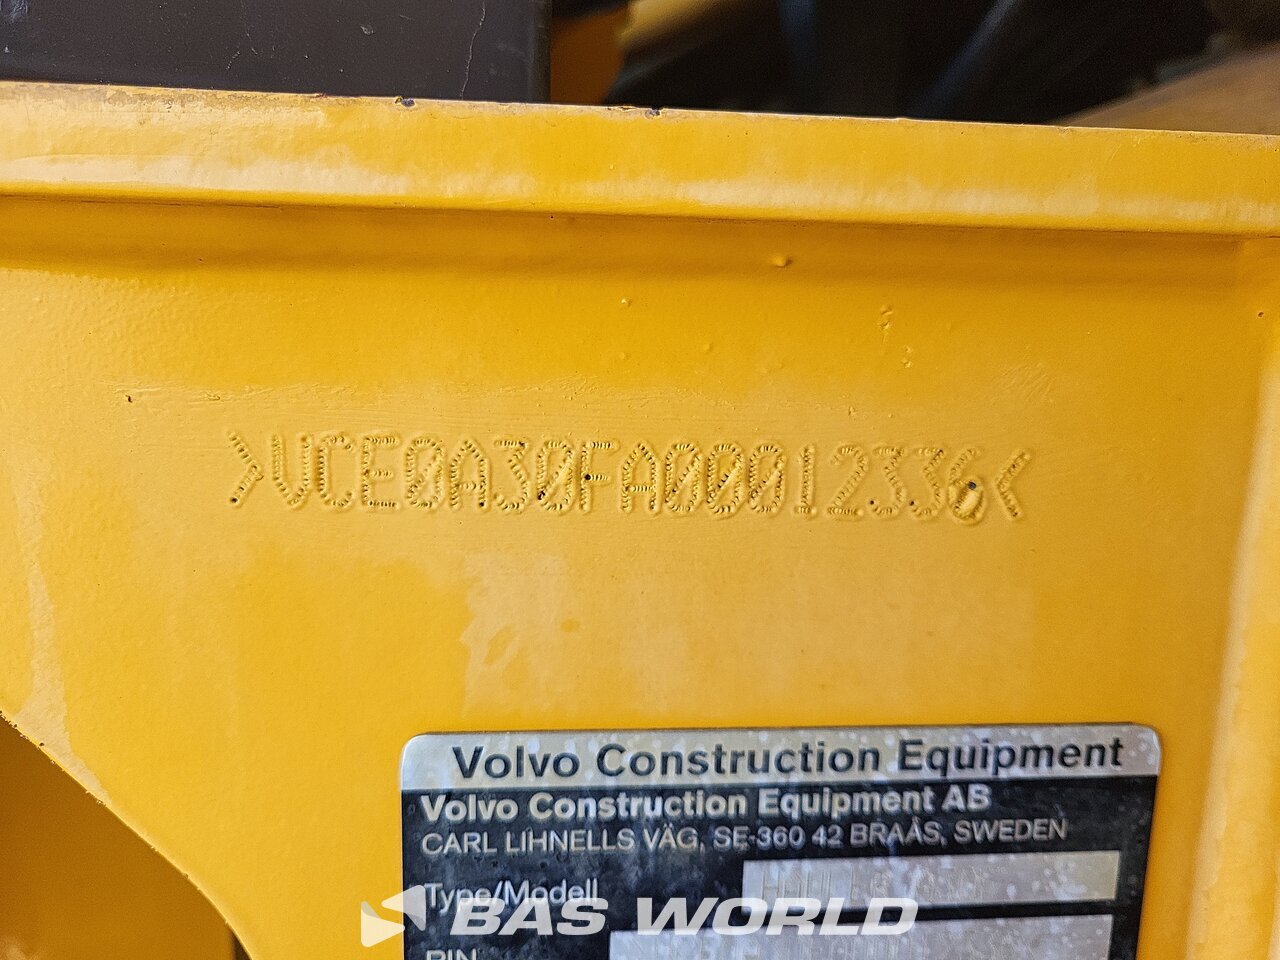 >VCE0A30FA00012336<
Volvo Construction Equipment
Volvo Construction Equipment AB
CARL LIHNELLS VÄG, SE-360 42 BRAÅS, SWEDEN
Type/Modell
BAS WORLD
PIN